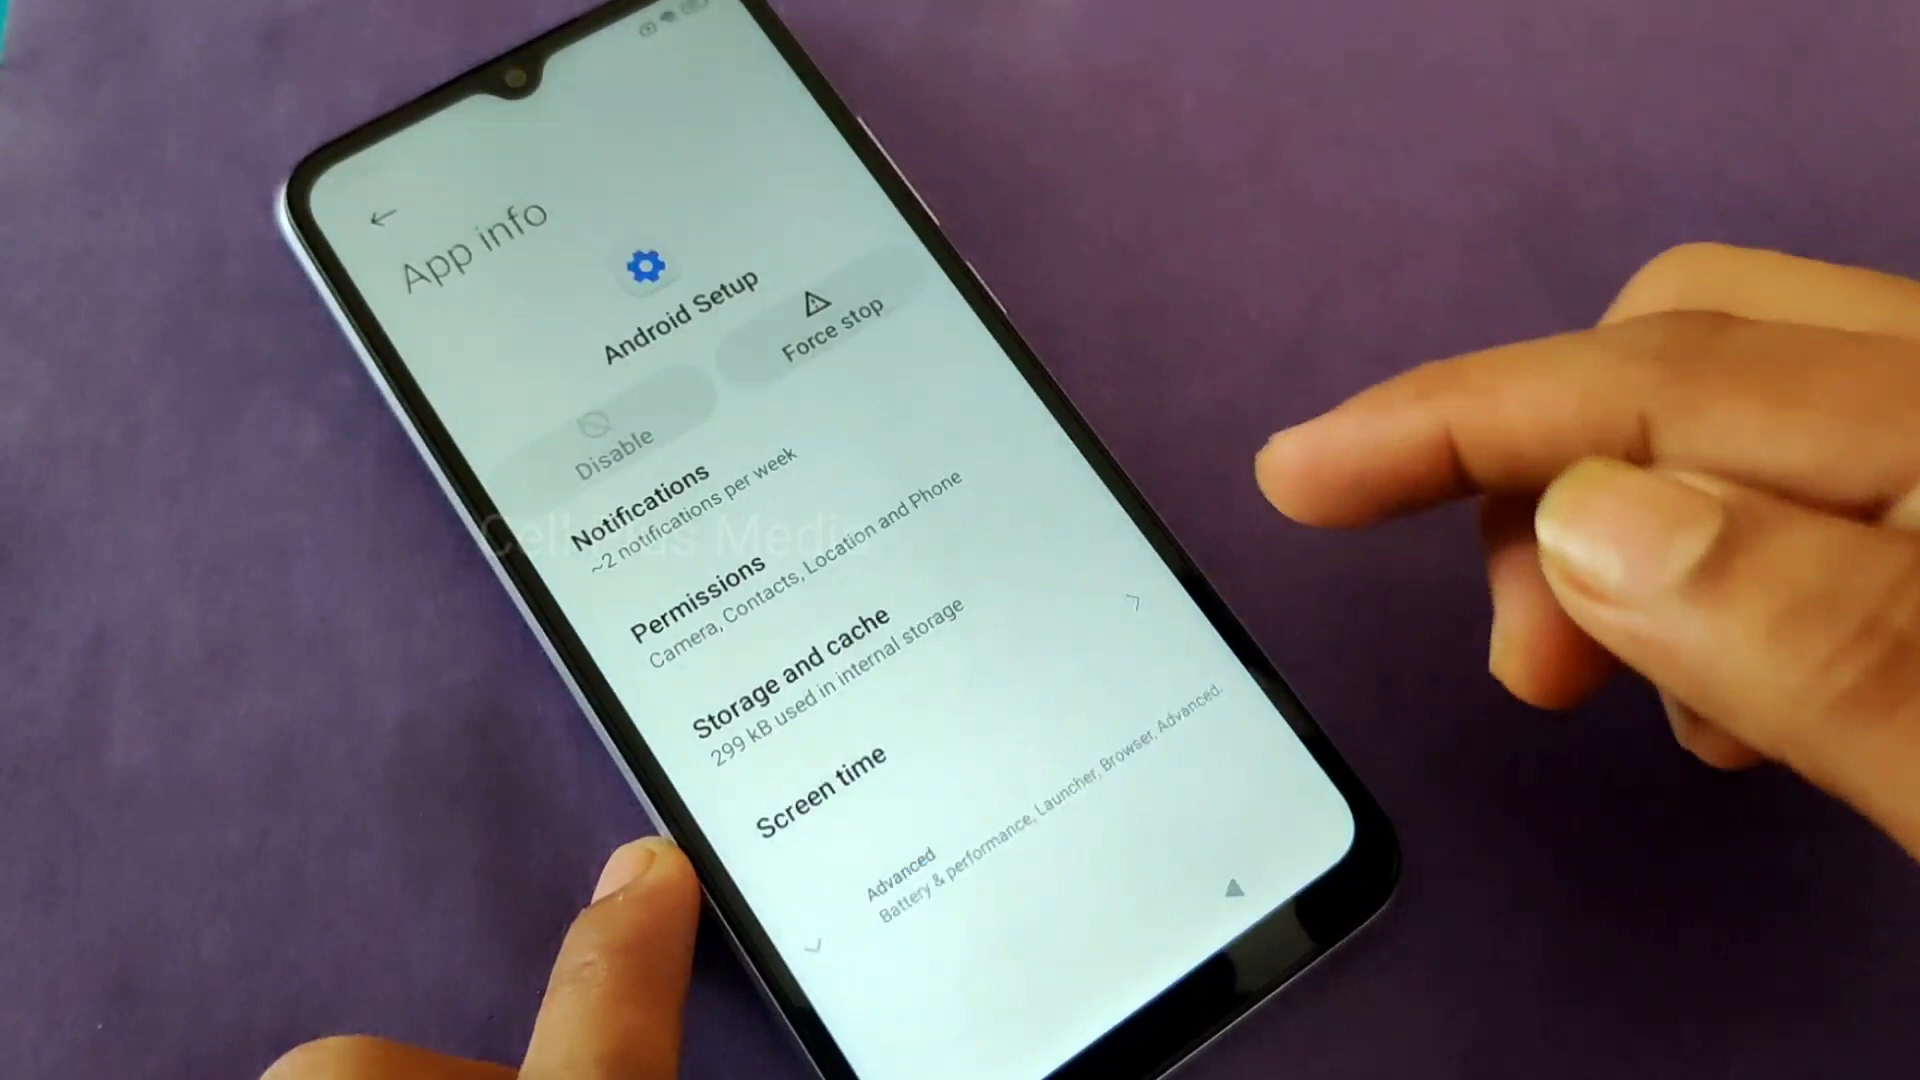 App info
Android Setup
Disable
Force stop
Notifications
~2 notifications per week
Permissions
Camera, Contacts, Location and Phone
Storage and cache
299 kB used in internal storage
Screen time
Advanced
Battery & performance, Launcher, Browser, Advanced.